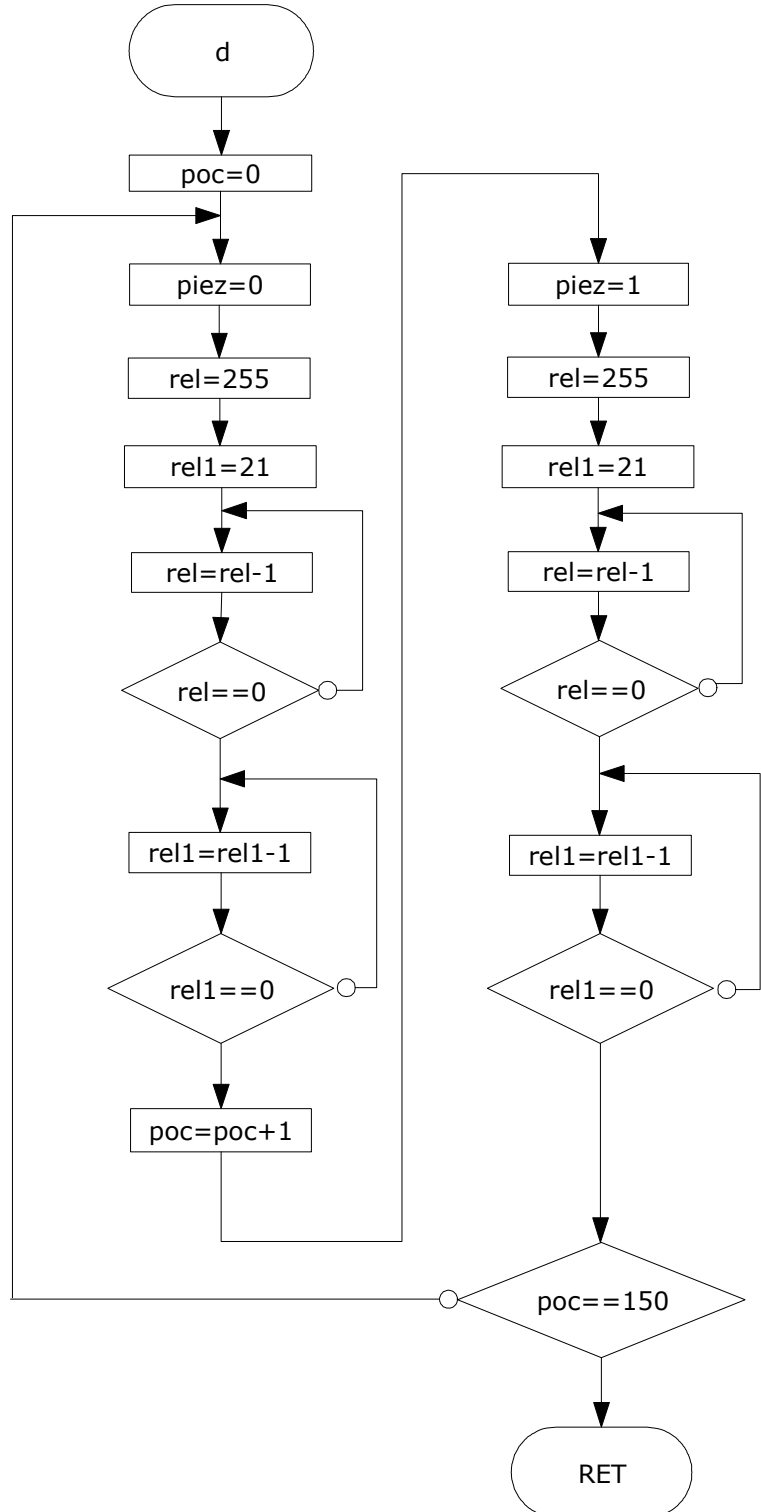 d
poc=0
piez=0
rel=255
rel1=21
rel=rel-1
rel==0
rel1=rel1-1
rel1==0
poc=poc+1
piez=1
rel=255
rel1=21
rel=rel-1
rel==0
rel1=rel1-1
rel1==0
poc==150
RET